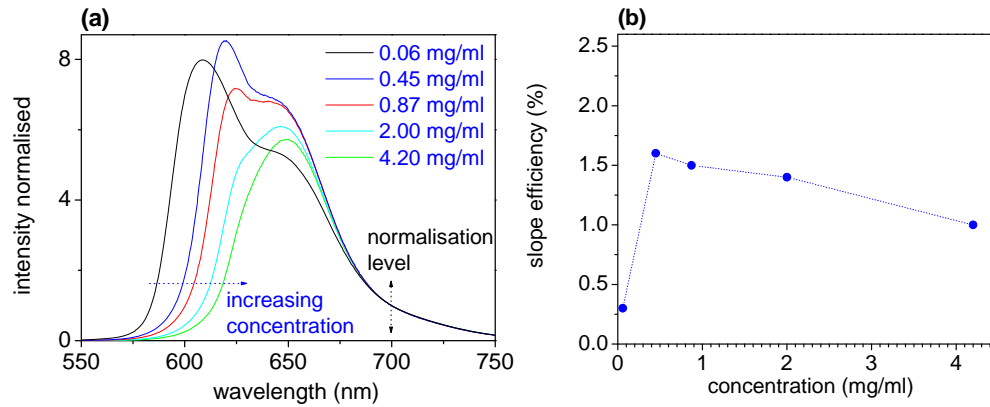 (a)
intensity normalised
8
4
0
0.06 mg/ml
0.45 mg/ml
0.87 mg/ml
2.00 mg/ml
4.20 mg/ml
normalisation
level
increasing
concentration
550
600
650
700
750
wavelength (nm)
(b)
slope efficiency (%)
2.5
2.0
1.5
1.0
0.5
0.0
0
1
2
3
4
concentration (mg/ml)